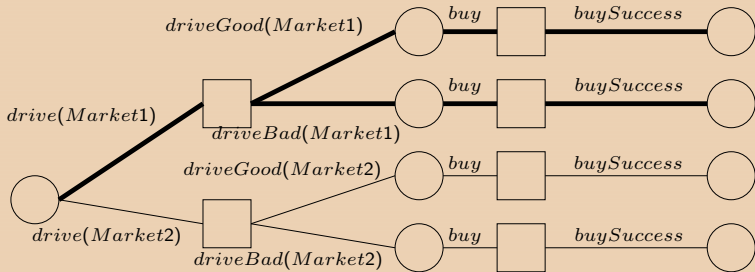 driveGood(Market1)
buy
buySuccess
drive(Market1)
buy
buySuccess
driveBad(Market1)
driveGood(Market2)
buy
buySuccess
drive(Market2)
buy
buySuccess
driveBad(Market2)